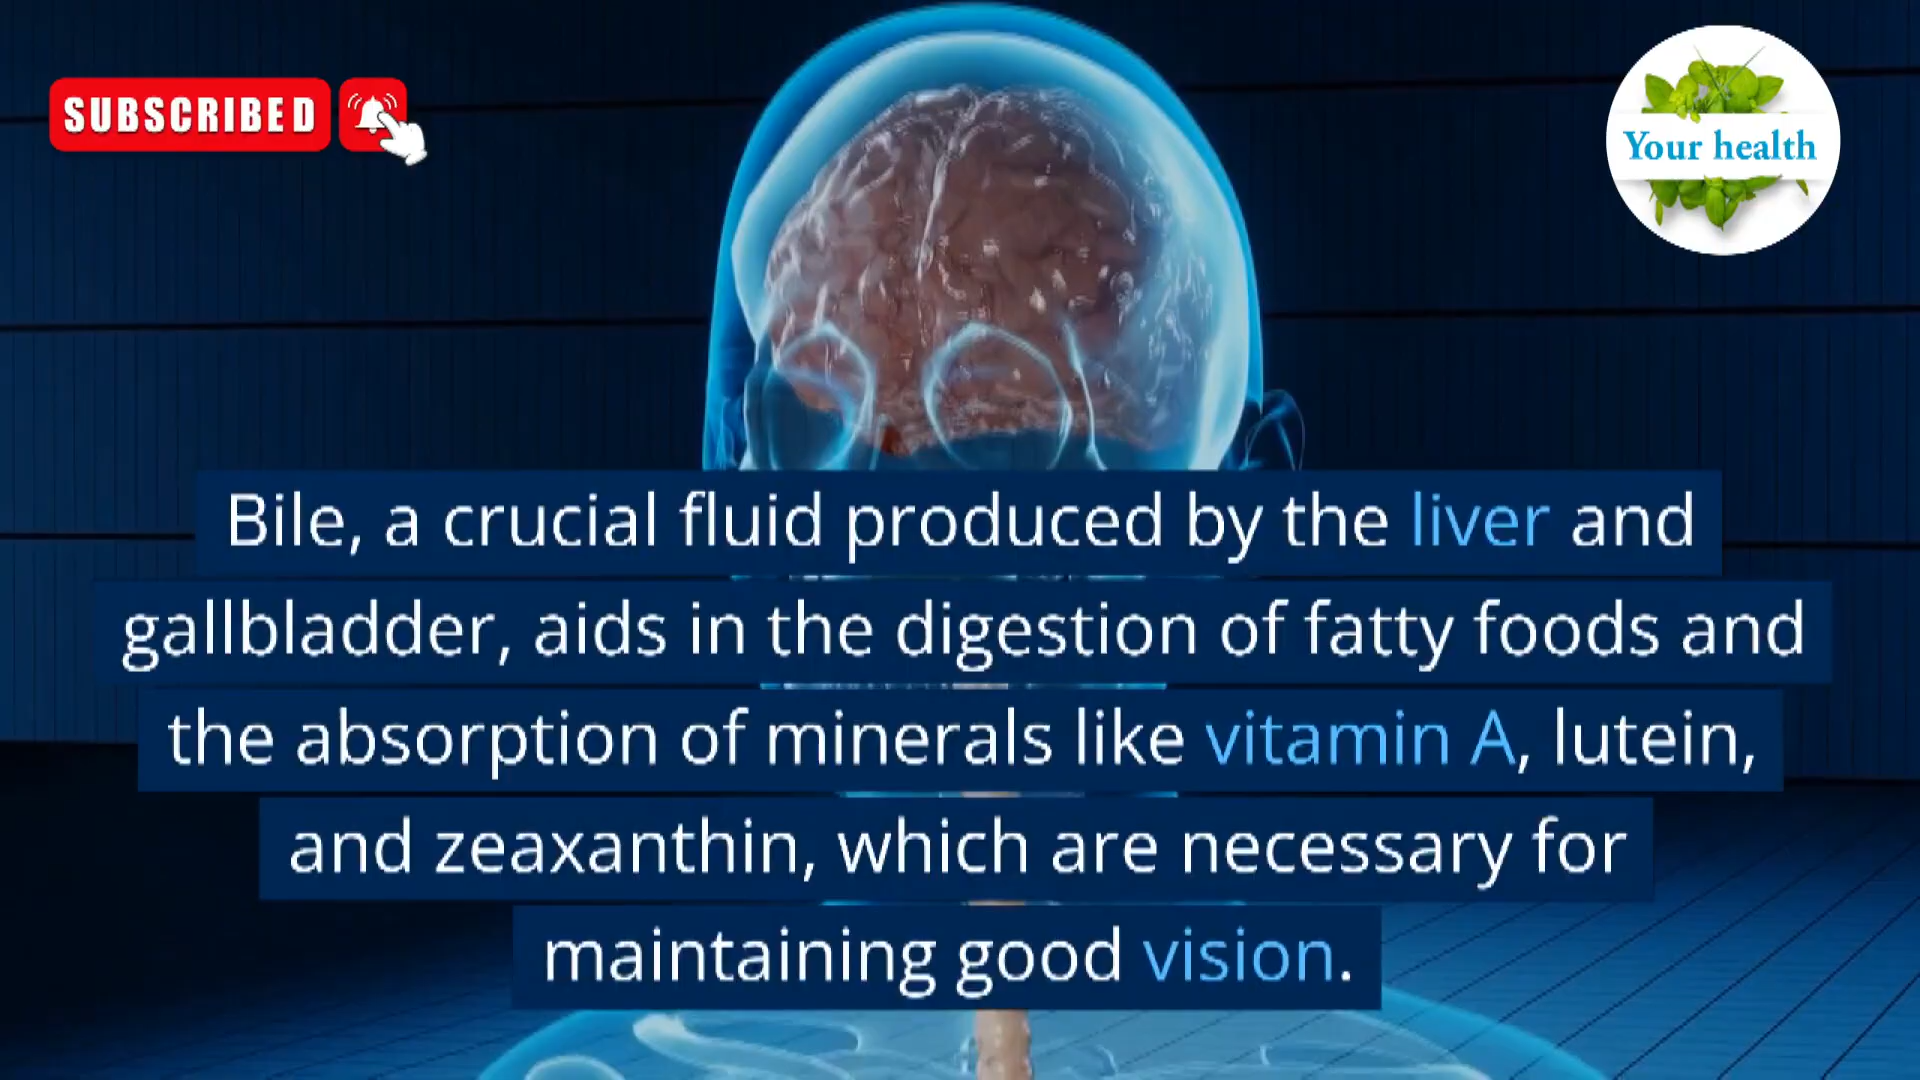 SUBSCRIBED
Your health
Bile, a crucial fluid produced by the liver and
gallbladder, aids in the digestion of fatty foods and
the absorption of minerals like vitamin A, lutein,
and zeaxanthin, which are necessary for
maintaining good vision.